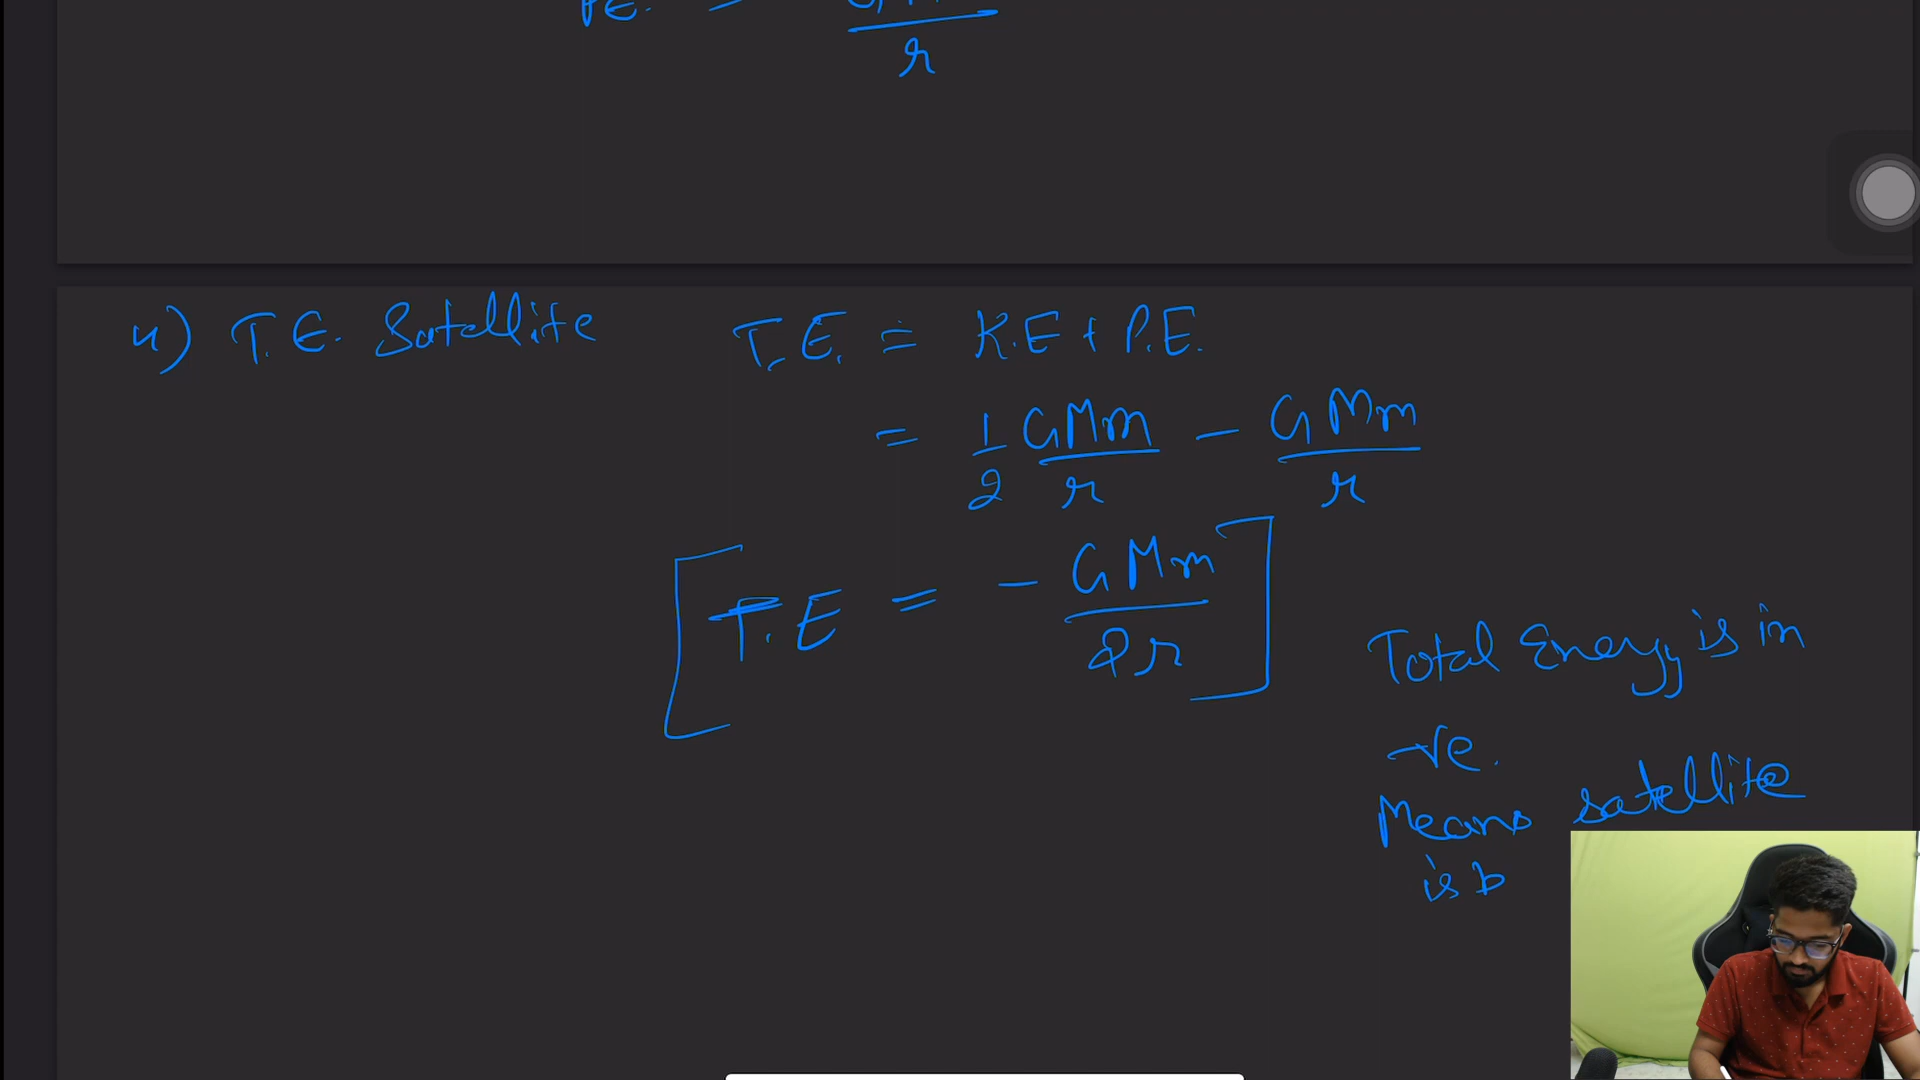 P.E. =
r
4) T.E. Satellite T.E. = K.E + P.E.
= 1/2 GMm/r - GMm/r
T.E = - GMm/2r
Total Energy is in
-ve.
Means satellite
is b